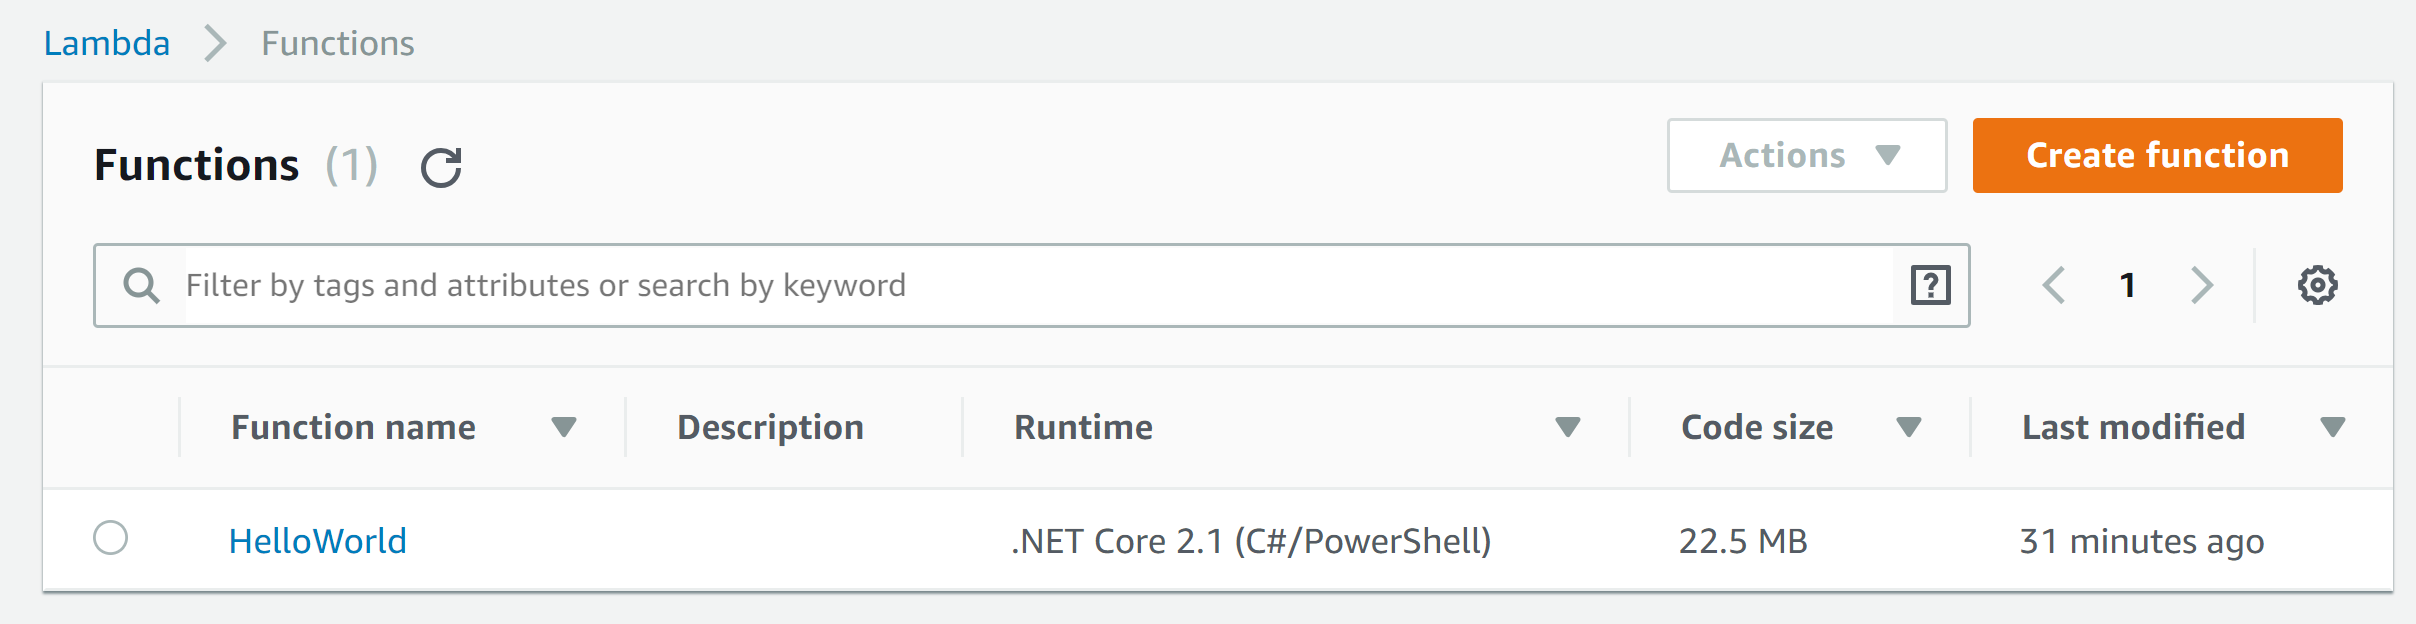 Lambda > Functions
Functions (1)
Actions
Create function
Filter by tags and attributes or search by keyword
?
1
Function name Description Runtime Code size Last modified
HelloWorld .NET Core 2.1 (C#/PowerShell) 22.5 MB 31 minutes ago